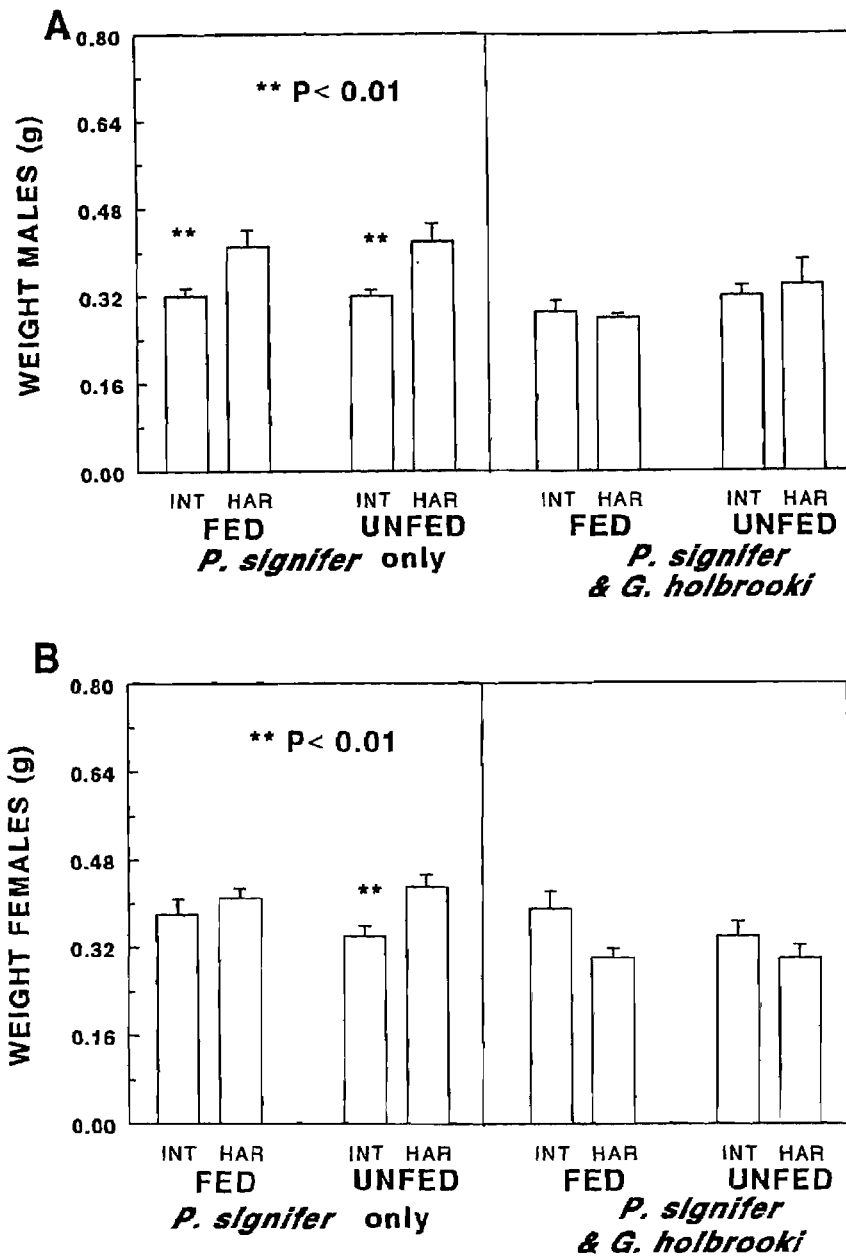 A
0.80
** P< 0.01
0.64
0.48
**
**
0.32
0.16
0.00
WEIGHT MALES (g)
INT HAR INT HAR INT HAR INT HAR
FED UNFED FED UNFED
P. signifer only P. signifer
& G. holbrooki
B
0.80
** P< 0.01
0.64
0.48
**
0.32
0.16
0.00
WEIGHT FEMALES (g)
INT HAR INT HAR INT HAR INT HAR
FED UNFED FED UNFED
P. signifer only P. signifer
& G. holbrooki